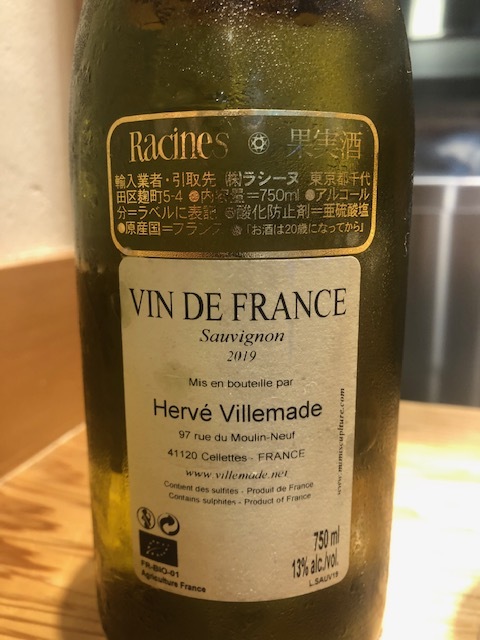 Racines 果実酒
輸入業者・引取先 ㈱ラシーヌ 東京都千代
田区麹町5-4 ●内容量=750ml ●アルコール
分=ラベルに表記 ●酸化防止剤=亜硫酸塩
●原産国=フランス 「お酒は20歳になってから」
VIN DE FRANCE
Sauvignon
2019
Mis en bouteille par
Hervé Villemade
97 rue du Moulin-Neuf
41120 Cellettes - FRANCE
www.villemade.net
Contient des sulfites - Produit de France
Contains sulphites - Product of France
FR-BIO-01
Agriculture France
750 ml
13% alc./vol.
L.SAUV19